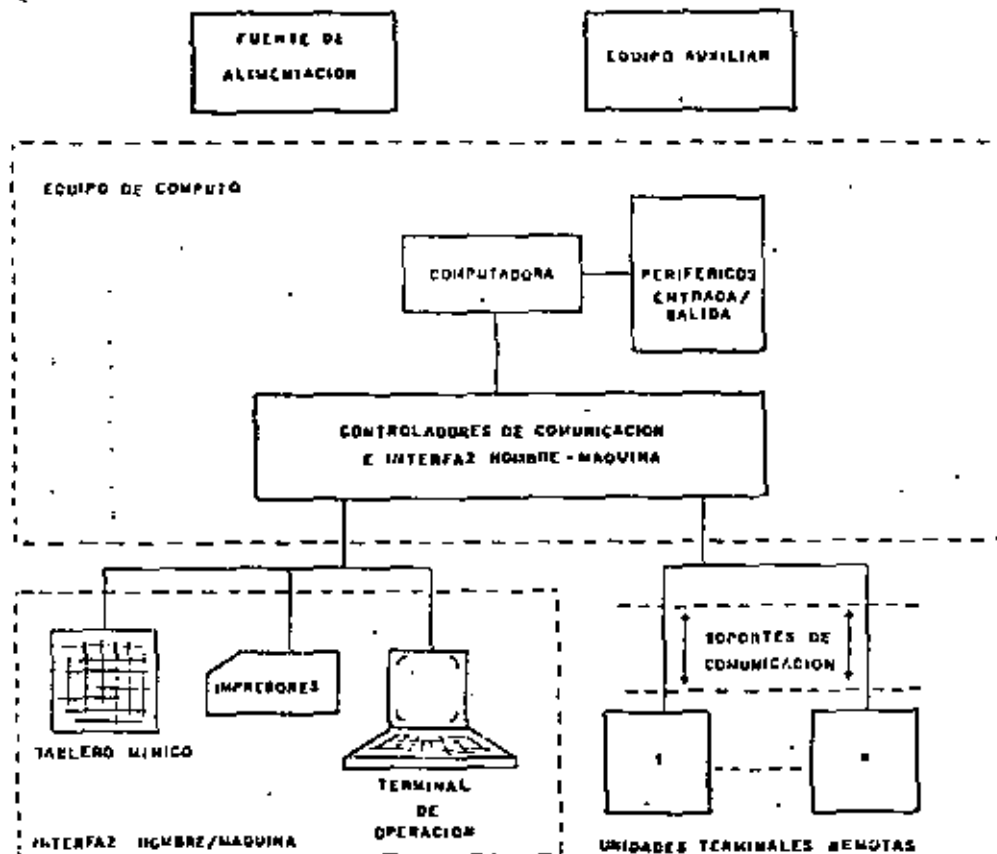 FUENTE DE
ALIMENTACION
EQUIPO AUXILIAR
EQUIPO DE COMPUTO
COMPUTADORA
PERIFERICOS
ENTRADA/
SALIDA
CONTROLADORES DE COMUNICACION
E INTERFAZ HOMBRE-MAQUINA
SOPORTES DE
COMUNICACION
IMPRESORES
TABLERO MIMICO
1
TERMINAL
DE
OPERACION
INTERFAZ HOMBRE/MAQUINA
UNIDADES TERMINALES REMOTAS